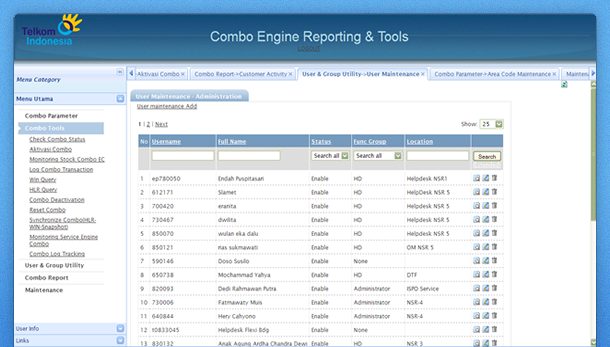 Telkom
Indonesia
Combo Engine Reporting & Tools
LOGOUT
Menu Category
Menu Utama
Combo Parameter
Combo Tools
Check Combo Status
Aktivasi Combo
Monitoring Stock Combo EC
Log Combo Transaction
Win Query
HLR Query
Combo Deactivation
Reset Combo
Synchronize Combo(HLR-
WIN-Snapshot)
Monitoring Service Engine
Combo
Combo Log Tracking
User & Group Utility
Combo Report
Maintenance
User Info
Links
Aktivasi Combo × Combo Report->Customer Activity × User & Group Utility->User Maintenance × Combo Parameter->Area Code Maintenance × Maintena
User Maintenance - Administration
User maintenance Add
1 | 2 | Next Show: 25
No Username Full Name Status Func Group Location
Search all Search all Search
1 ep780050 Endah Puspitasari Enable HD HelpDesk NSR1
2 612171 Slamet Enable HD HelpDesk NSR 5
3 700420 eranita Enable HD HelpDesk NSR 5
4 730467 dwilita Enable HD HelpDesk NSR 5
5 850070 wulan eka dalu Enable HD HelpDesk NSR 5
6 850121 rias sukmawati Enable HD OM NSR 5
7 590146 Doso Susilo Enable None
8 650738 Mochammad Yahya Enable HD DTF
9 820093 Dedi Rahmawan Putra Enable Administrator ISPD Service
10 730006 Fatmawaty Muis Enable Administrator NSR-4
11 640844 Hery Cahyono Enable Administrator NSR-4
12 t0833045 Helpdesk Flexi Bdg Enable None
13 830132 Anak Agung Ardha Chandra Dewi Enable HD NSR 3